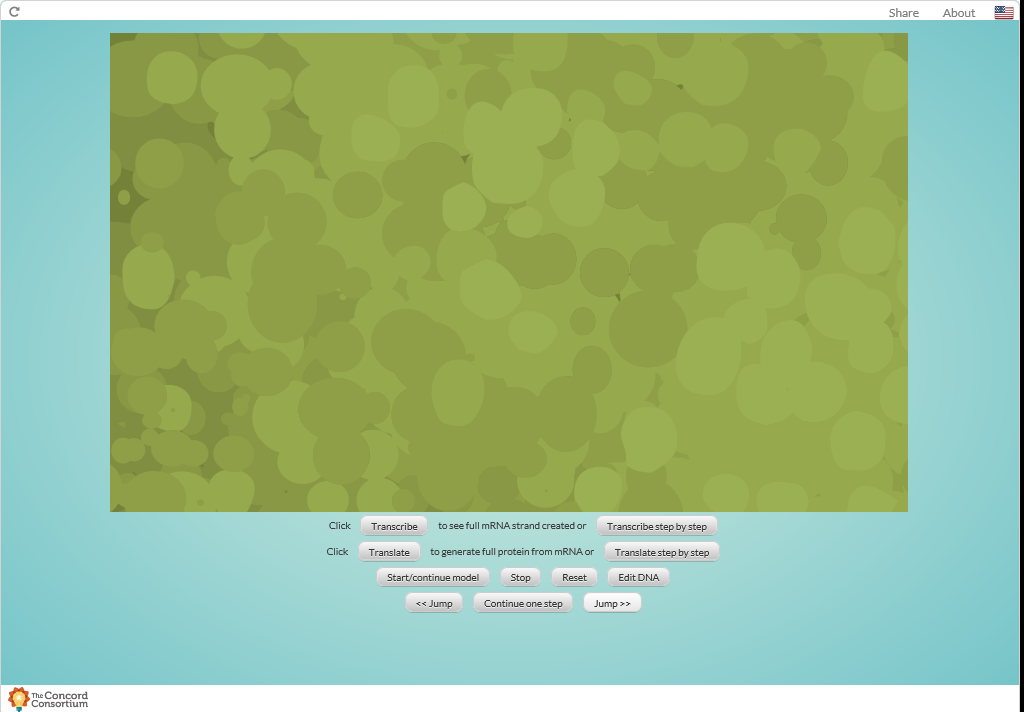 Share About
Click Transcribe to see full mRNA strand created or Transcribe step by step
Click Translate to generate full protein from mRNA or Translate step by step
Start/continue model Stop Reset Edit DNA
<< Jump Continue one step Jump >>
The Concord
Consortium